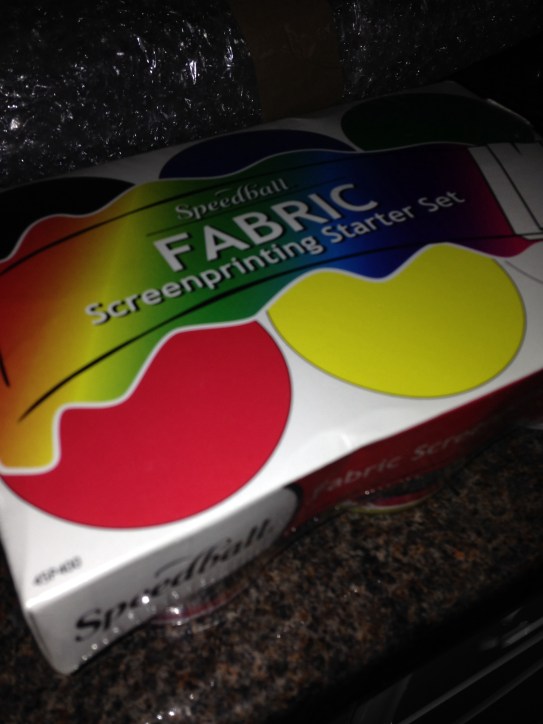 Speedball
FABRIC
Screenprinting Starter Set
Fabric Scre
Speedball